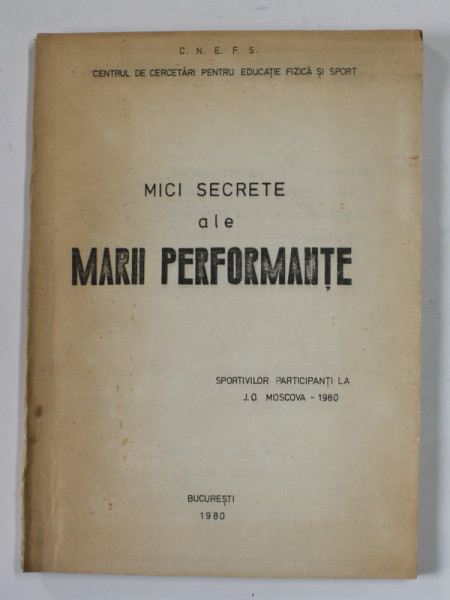 C. N. E. F. S.
CENTRUL DE CERCETĂRI PENTRU EDUCAȚIE FIZICĂ ȘI SPORT
MICI SECRETE
ale
MARII PERFORMANȚE
SPORTIVILOR PARTICIPANȚI LA
J.O. MOSCOVA - 1980
BUCUREȘTI
1980